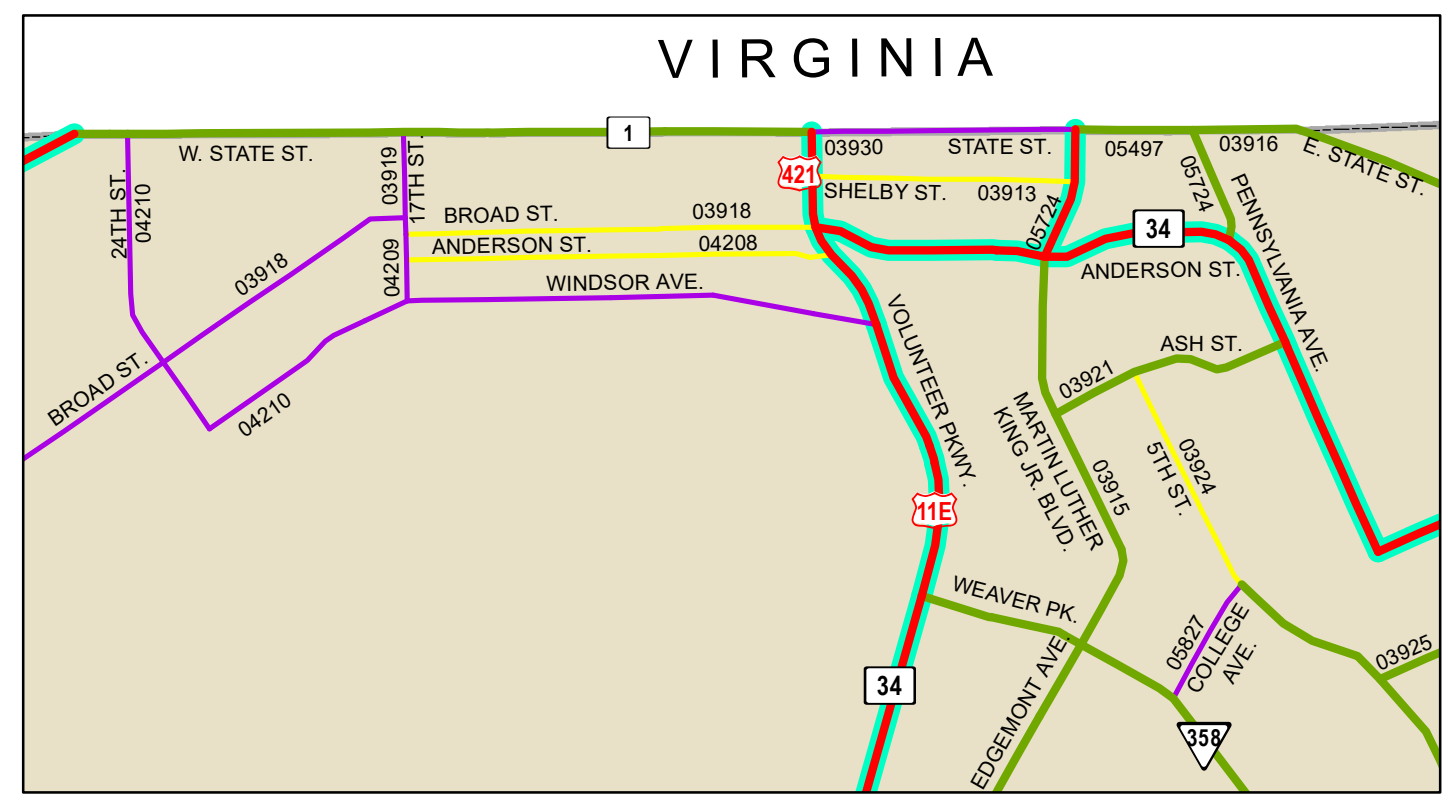 VIRGINIA
1
W. STATE ST.
03930
STATE ST.
05497
03916
E. STATE ST.
24TH ST.
04210
03919
17TH ST.
421
SHELBY ST.
03913
05724
05724
PENNSYLVANIA AVE.
BROAD ST.
03918
34
ANDERSON ST.
04208
04209
ANDERSON ST.
03918
WINDSOR AVE.
VOLUNTEER PKWY.
ASH ST.
BROAD ST.
04210
03921
MARTIN LUTHER
KING JR. BLVD.
03915
03924
5TH ST.
11E
WEAVER PK.
EDGEMONT AVE.
05827
COLLEGE
AVE.
03925
34
358